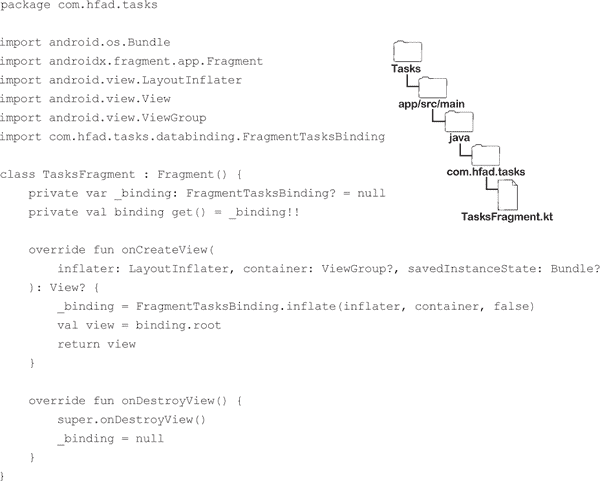 package com.hfad.tasks
import android.os.Bundle
import androidx.fragment.app.Fragment
import android.view.LayoutInflater
import android.view.View
import android.view.ViewGroup
import com.hfad.tasks.databinding.FragmentTasksBinding
class TasksFragment : Fragment() {
    private var _binding: FragmentTasksBinding? = null
    private val binding get() = _binding!!
    override fun onCreateView(
        inflater: LayoutInflater, container: ViewGroup?, savedInstanceState: Bundle?
    ): View? {
        _binding = FragmentTasksBinding.inflate(inflater, container, false)
        val view = binding.root
        return view
    }
    override fun onDestroyView() {
        super.onDestroyView()
        _binding = null
    }
}
Tasks
app/src/main
java
com.hfad.tasks
TasksFragment.kt